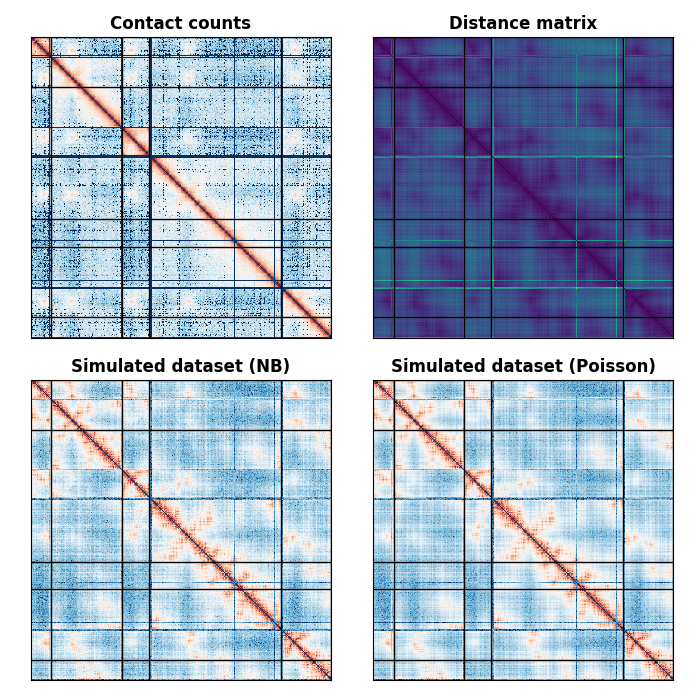 Contact counts
Distance matrix
Simulated dataset (NB)
Simulated dataset (Poisson)